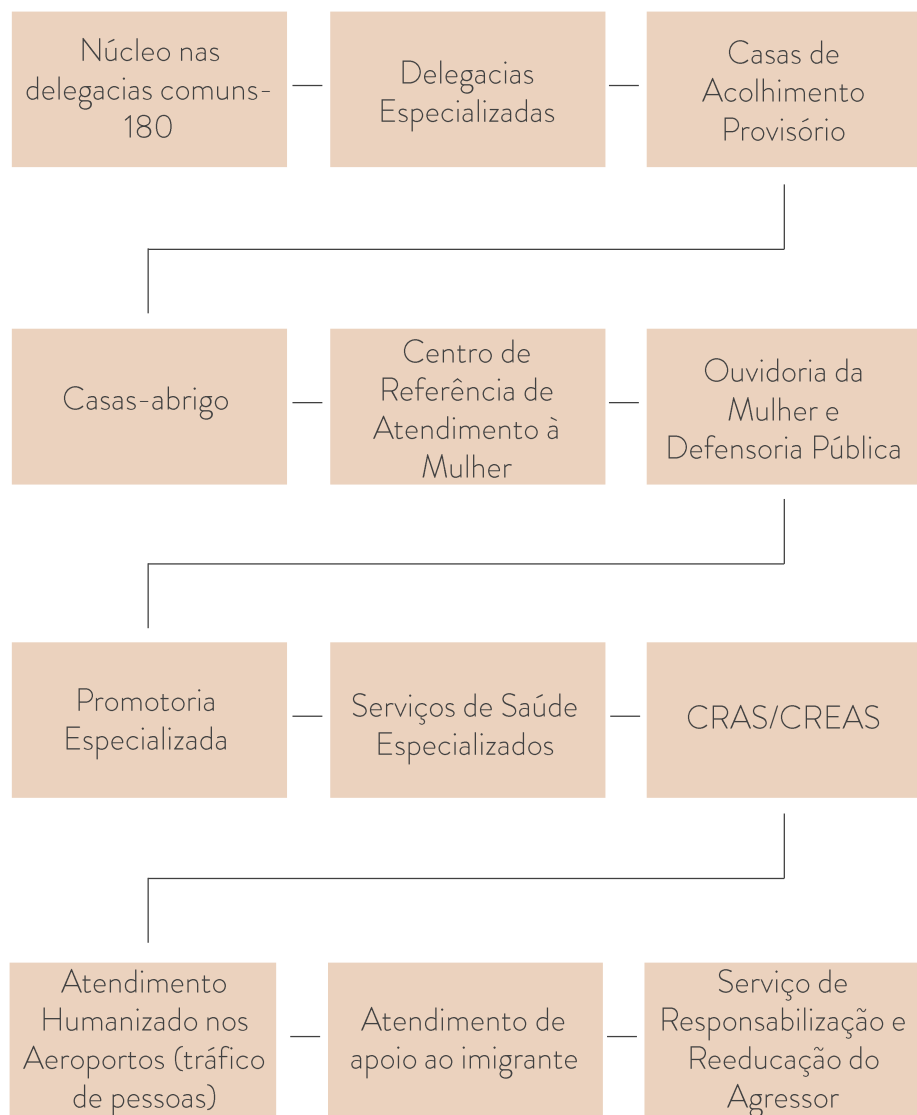 Núcleo nas
delegacias comuns-
180
Delegacias
Especializadas
Casas de
Acolhimento
Provisório
Casas-abrigo
Centro de
Referência de
Atendimento à
Mulher
Ouvidoria da
Mulher e
Defensoria Pública
Promotoria
Especializada
Serviços de Saúde
Especializados
CRAS/CREAS
Atendimento
Humanizado nos
Aeroportos (tráfico
de pessoas)
Atendimento de
apoio ao imigrante
Serviço de
Responsabilização e
Reeducação do
Agressor